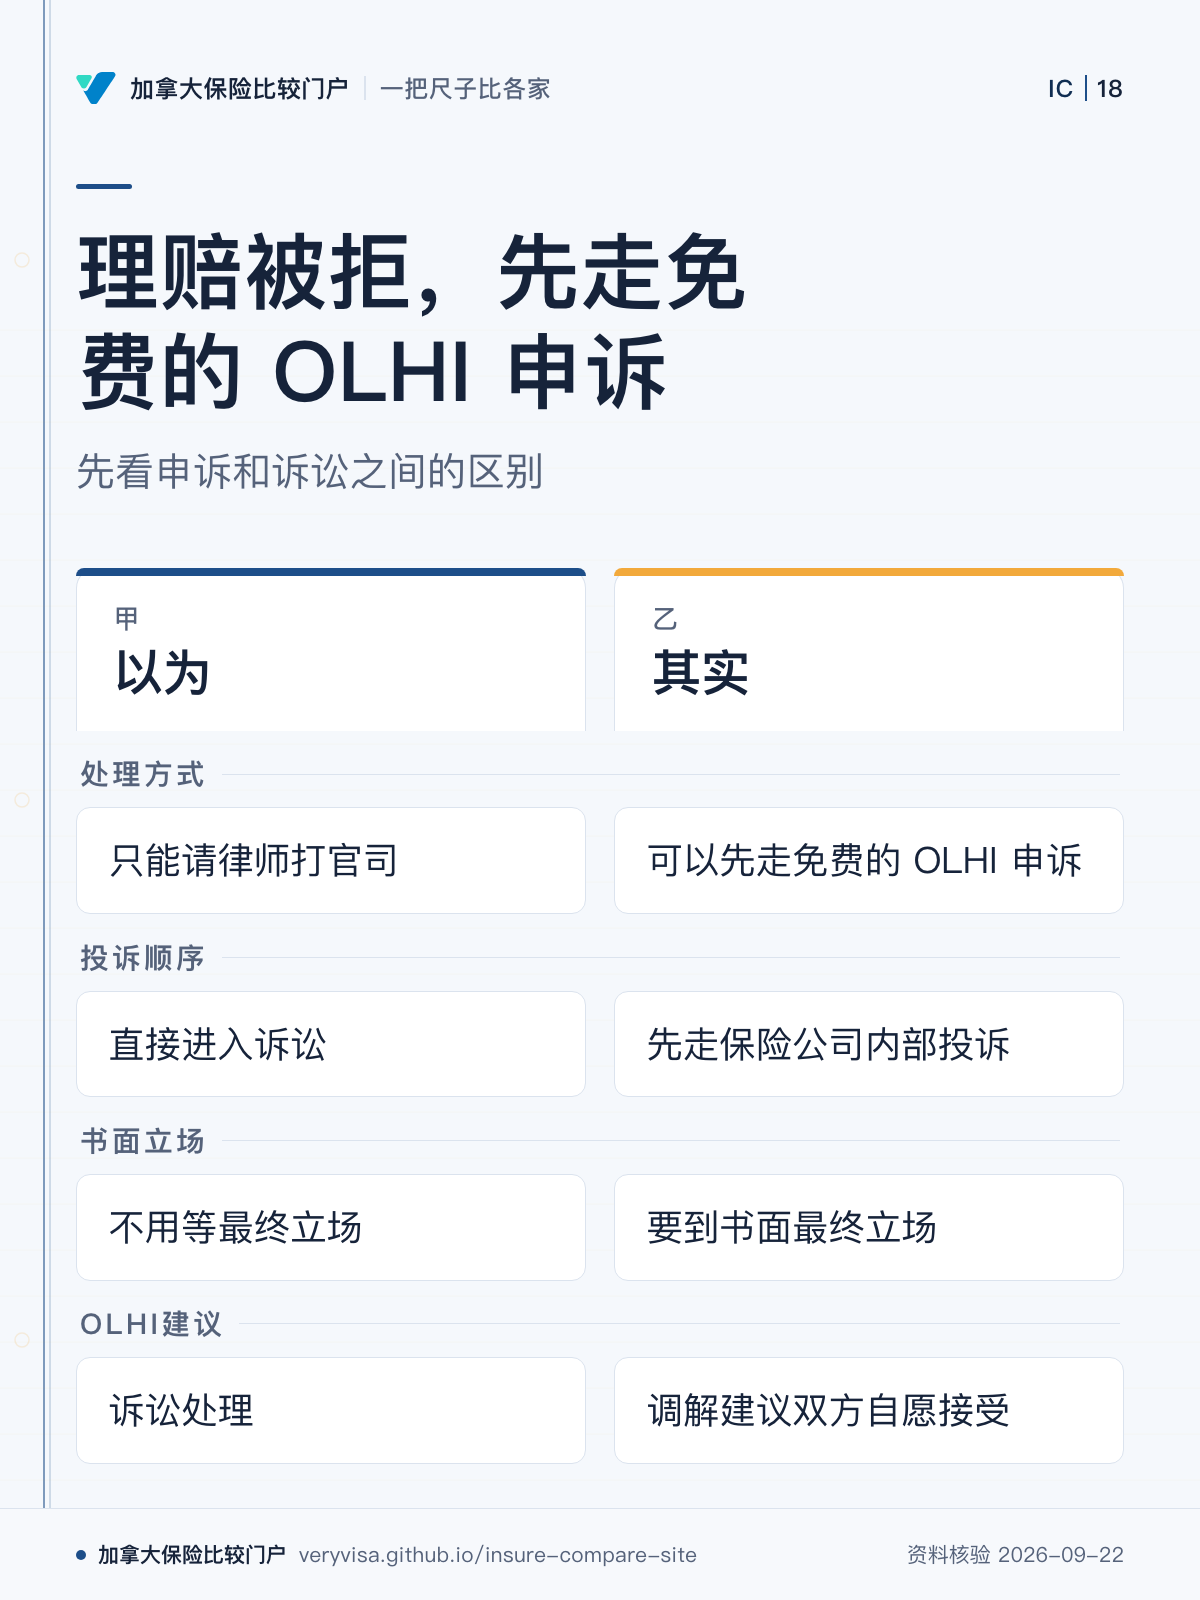 加拿大保险比较门户 一把尺子比各家
IC 18
理赔被拒，先走免
费的 OLHI 申诉
先看申诉和诉讼之间的区别
甲
以为
乙
其实
处理方式
只能请律师打官司
可以先走免费的 OLHI 申诉
投诉顺序
直接进入诉讼
先走保险公司内部投诉
书面立场
不用等最终立场
要到书面最终立场
OLHI建议
诉讼处理
调解建议双方自愿接受
加拿大保险比较门户 veryvisa.github.io/insure-compare-site
资料核验 2026-09-22